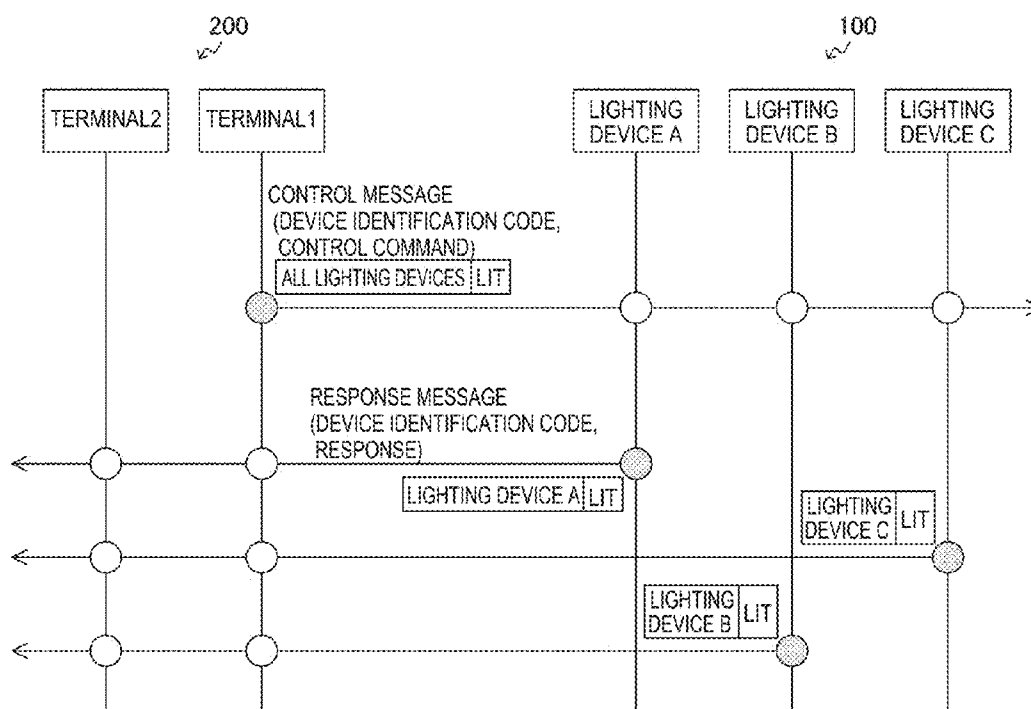 200
100
TERMINAL2
TERMINAL1
LIGHTING
DEVICE A
LIGHTING
DEVICE B
LIGHTING
DEVICE C
CONTROL MESSAGE
(DEVICE IDENTIFICATION CODE,
CONTROL COMMAND)
ALL LIGHTING DEVICES LIT
RESPONSE MESSAGE
(DEVICE IDENTIFICATION CODE,
RESPONSE)
LIGHTING DEVICE A LIT
LIGHTING
DEVICE C LIT
LIGHTING
DEVICE B LIT